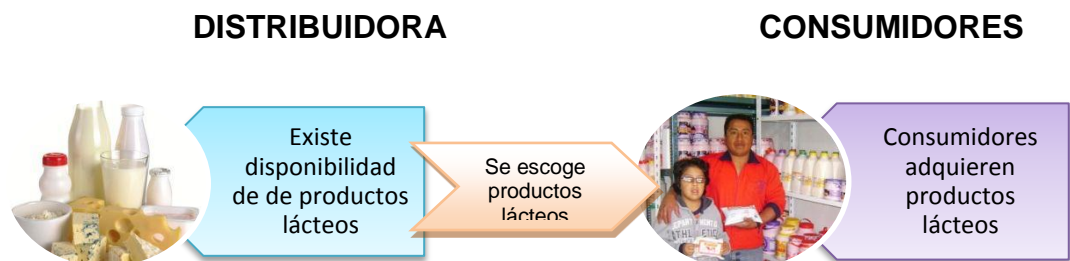 DISTRIBUIDORA
CONSUMIDORES
Existe
disponibilidad
de de productos
lácteos
Se escoge
productos
lácteos
Consumidores
adquieren
productos
lácteos